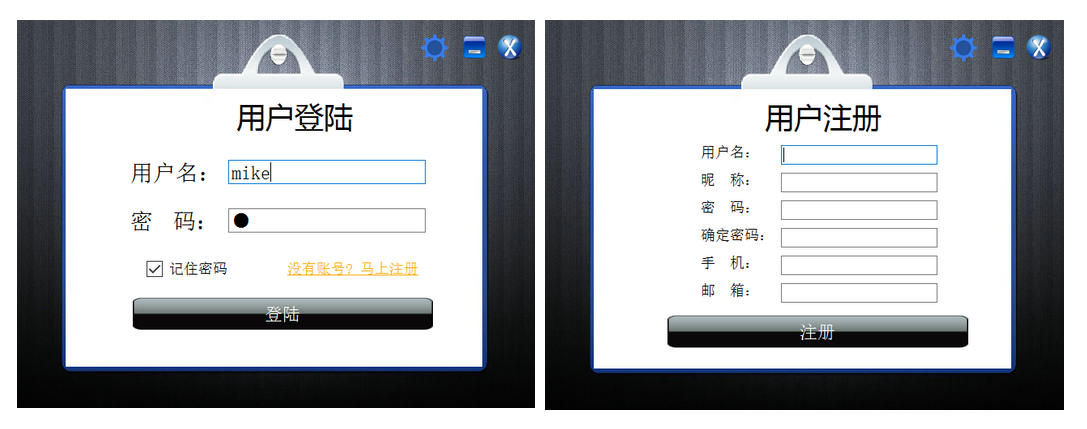 用户登陆
用户名： mike
密 码： ●
记住密码 没有账号？马上注册
登陆
用户注册
用户名：
昵 称：
密 码：
确定密码：
手 机：
邮 箱：
注册